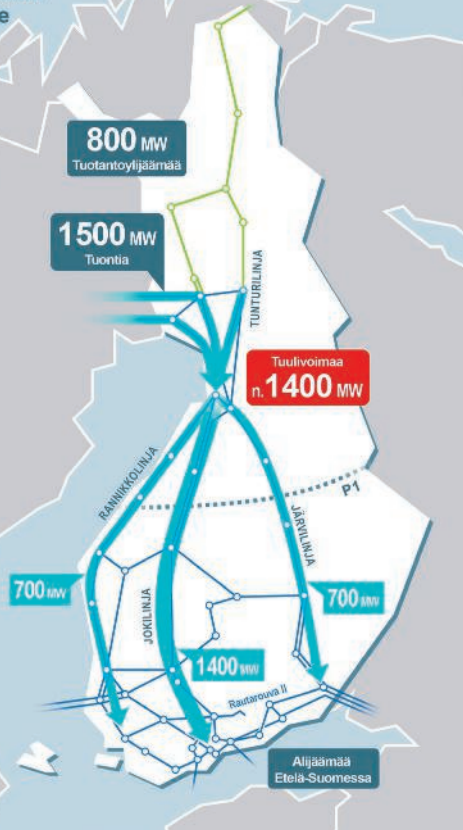 e
800 MW
Tuotantoylijäämää
1500 MW
Tuontia
TUNTURILINJA
Tuulivoimaa
n.1400 MW
RANNIKKOLINJA
P1
JÄRVILINJA
700 MW
JOKILINJA
700 MW
1400 MW
Rautarouva II
Alijäämää
Etelä-Suomessa